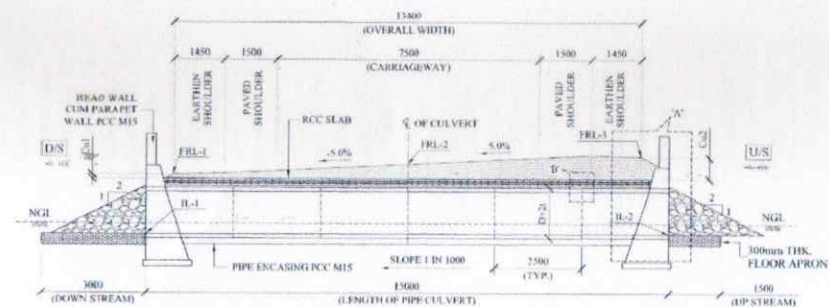 13400
(OVERALL WIDTH)
1450
1500
7500
1500
1450
(CARRIAGEWAY)
HEAD WALL
CUM PARAPET
WALL PCC M15
EARTHEN
SHOULDER
PAVED
SHOULDER
RCC SLAB
℄ OF CULVERT
PAVED
SHOULDER
EARTHEN
SHOULDER
'A'
D/S
U/S
FRL-1
5.0%
FRL-2
5.0%
FRL-3
'B'
2
1
2
1
NGL
NGL
IL-1
IL-2
D+2t
300mm THK.
FLOOR APRON
PIPE ENCASING PCC M15
SLOPE 1 IN 1000
2500
(TYP.)
3000
15000
1500
(DOWN STREAM)
(LENGTH OF PIPE CULVERT)
(UP STREAM)